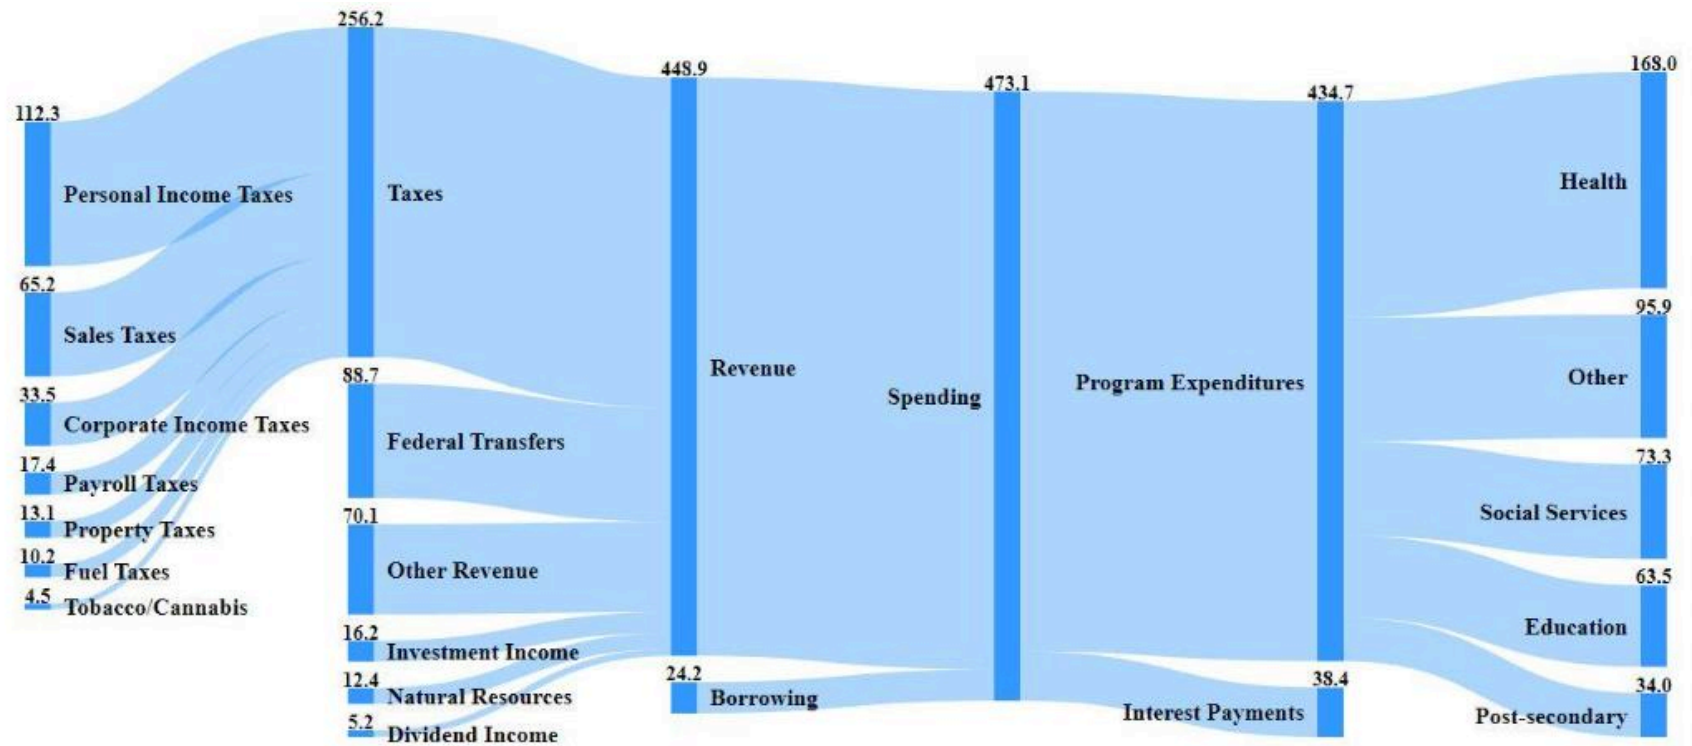 112.3
Personal Income Taxes
65.2
Sales Taxes
33.5
Corporate Income Taxes
17.4
Payroll Taxes
13.1
Property Taxes
10.2
Fuel Taxes
4.5
Tobacco/Cannabis
256.2
Taxes
88.7
Federal Transfers
70.1
Other Revenue
16.2
Investment Income
12.4
Natural Resources
5.2
Dividend Income
448.9
Revenue
24.2
Borrowing
473.1
Spending
434.7
Program Expenditures
38.4
Interest Payments
168.0
Health
95.9
Other
73.3
Social Services
63.5
Education
34.0
Post-secondary